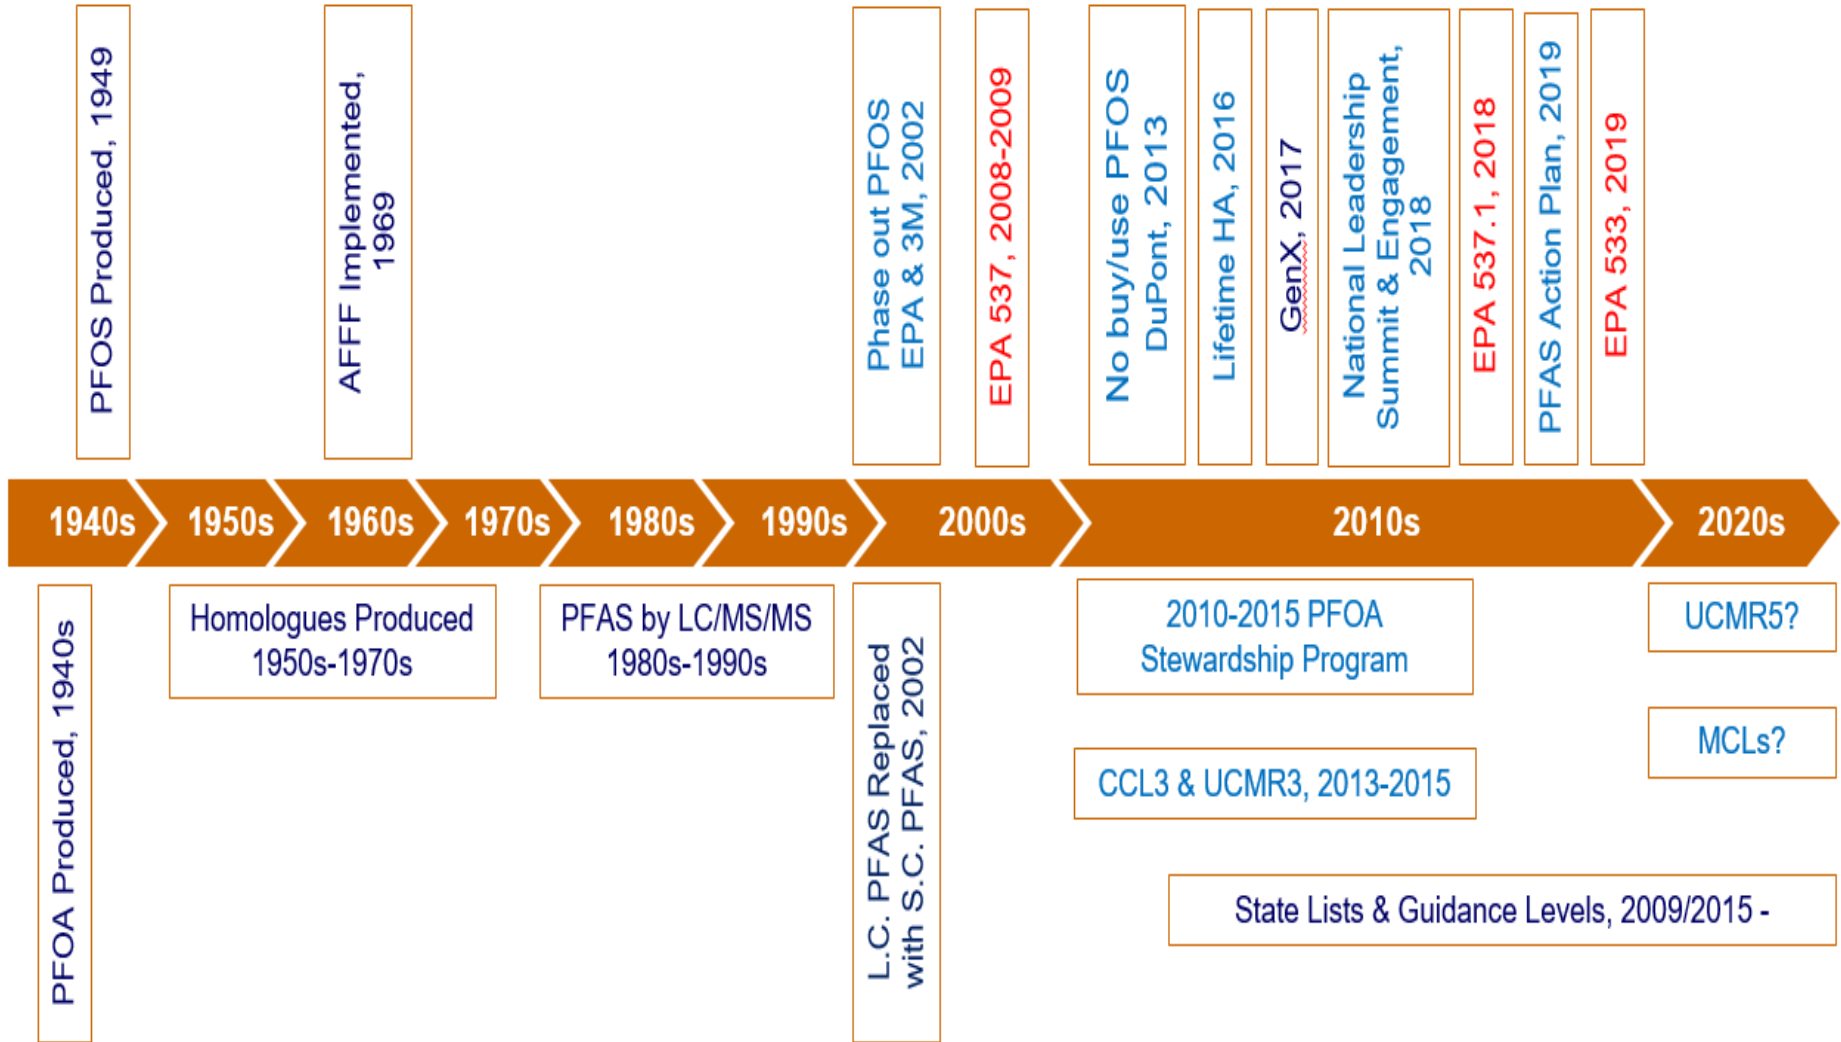 PFOS Produced, 1949
AFFF Implemented,
1969
Phase out PFOS
EPA & 3M, 2002
EPA 537, 2008-2009
No buy/use PFOS
DuPont, 2013
Lifetime HA, 2016
GenX, 2017
National Leadership
Summit & Engagement,
2018
EPA 537.1, 2018
PFAS Action Plan, 2019
EPA 533, 2019
1940s
1950s
1960s
1970s
1980s
1990s
2000s
2010s
2020s
PFOA Produced, 1940s
Homologues Produced
1950s-1970s
PFAS by LC/MS/MS
1980s-1990s
L.C. PFAS Replaced
with S.C. PFAS, 2002
2010-2015 PFOA
Stewardship Program
CCL3 & UCMR3, 2013-2015
State Lists & Guidance Levels, 2009/2015 -
UCMR5?
MCLs?